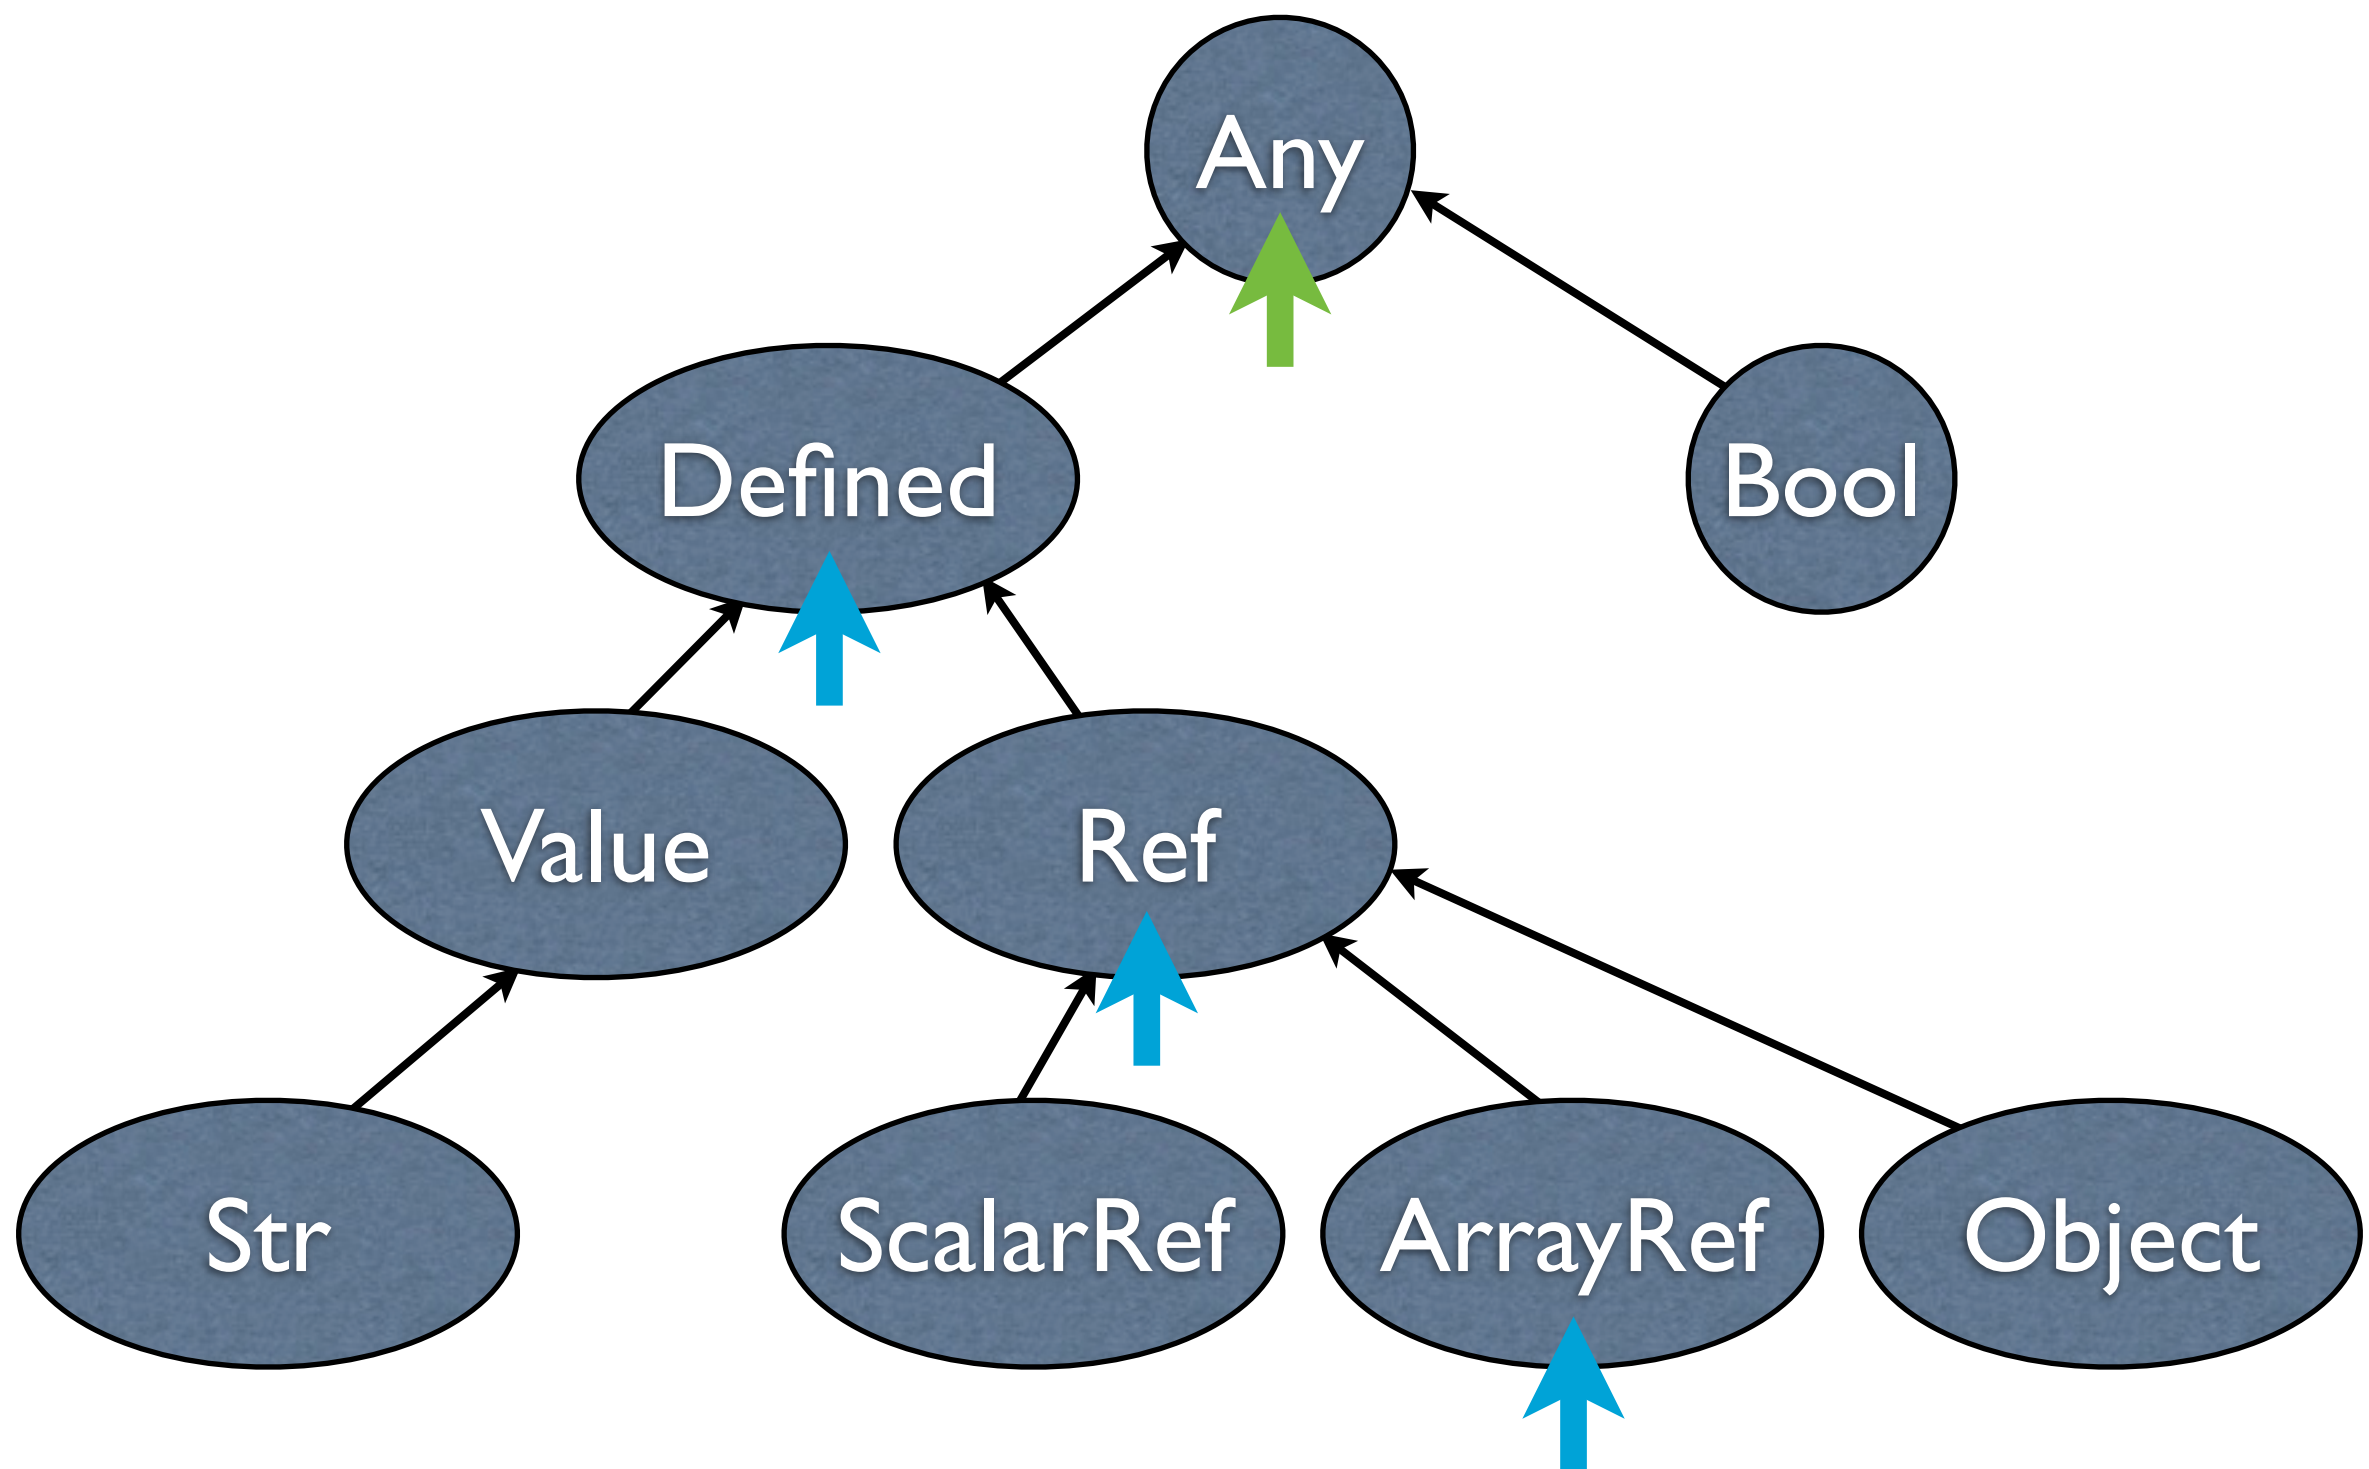 Any
Defined
Bool
Value
Ref
Str
ScalarRef
ArrayRef
Object